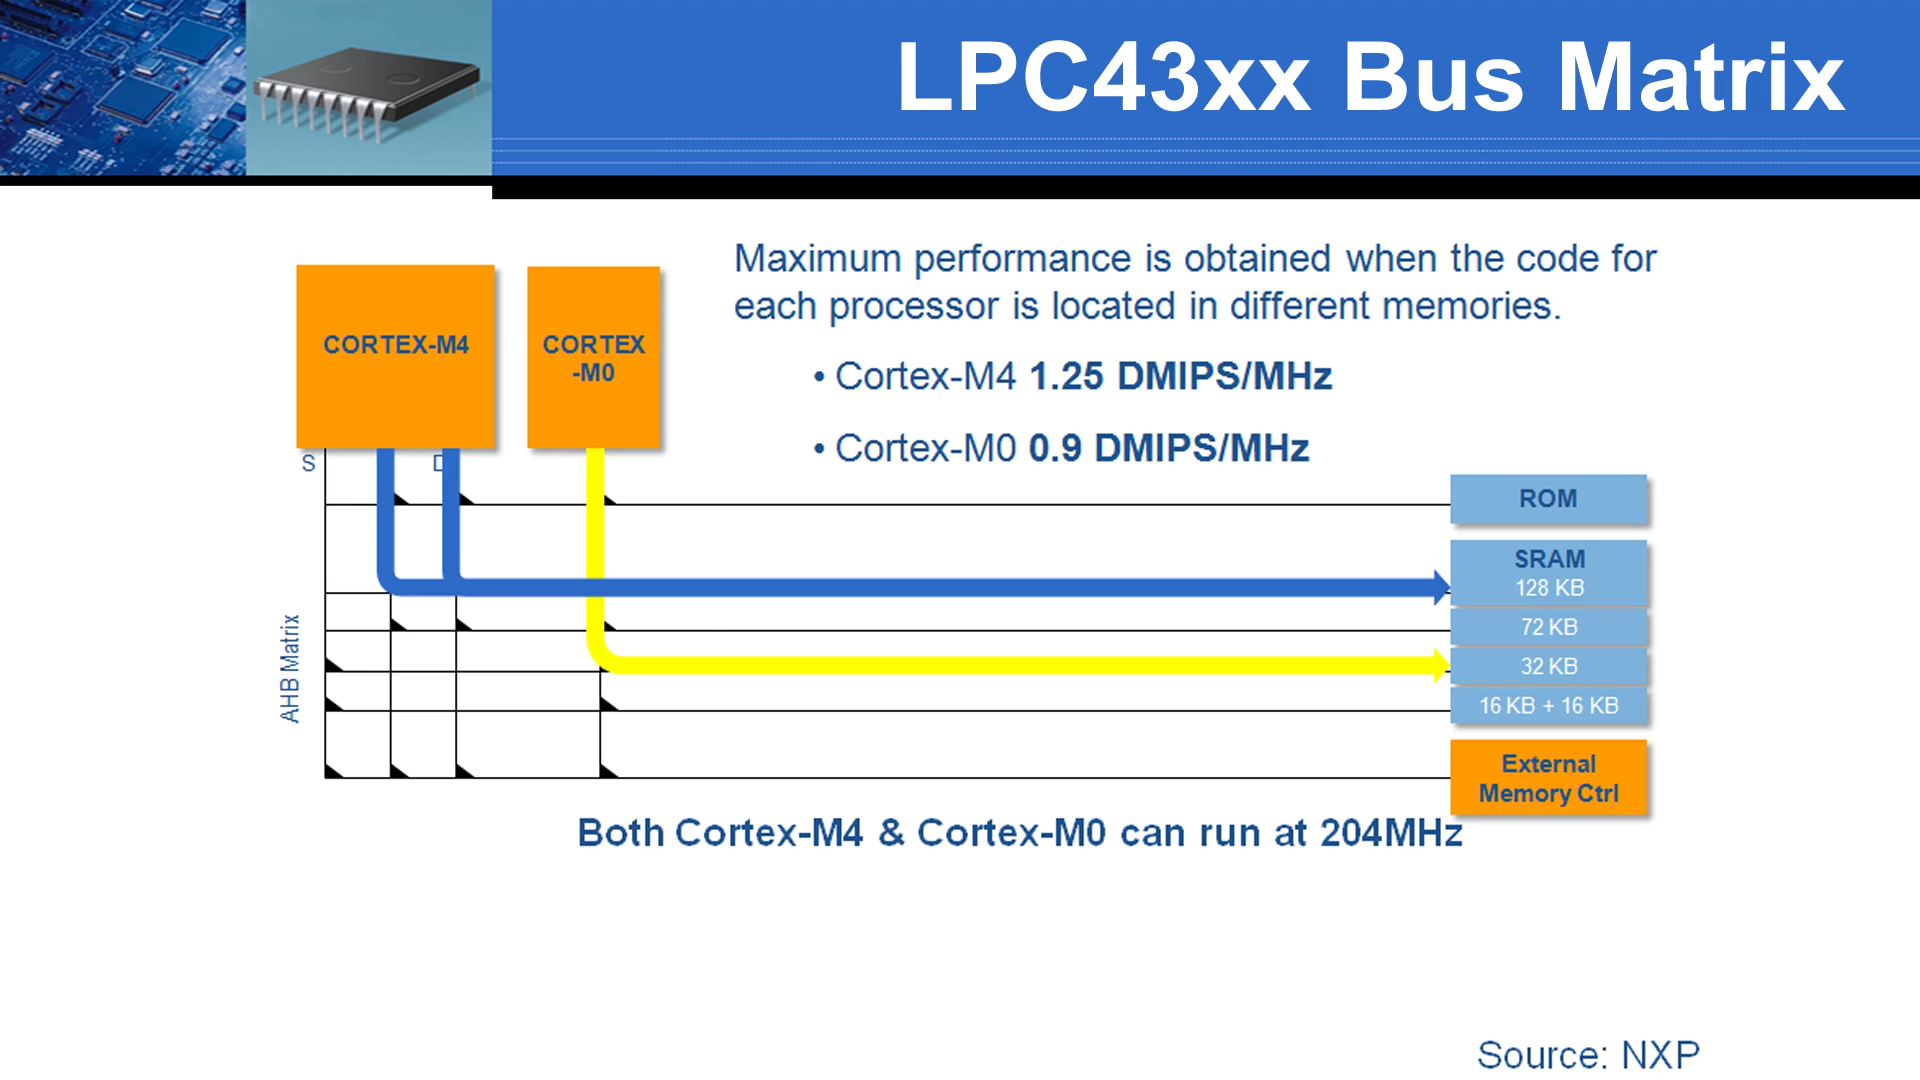 LPC43xx Bus Matrix
Maximum performance is obtained when the code for
each processor is located in different memories.
• Cortex-M4 1.25 DMIPS/MHz
• Cortex-M0 0.9 DMIPS/MHz
CORTEX-M4
CORTEX
-M0
S
D
ROM
SRAM
128 KB
72 KB
32 KB
16 KB + 16 KB
External
Memory Ctrl
AHB Matrix
Both Cortex-M4 & Cortex-M0 can run at 204MHz
Source: NXP